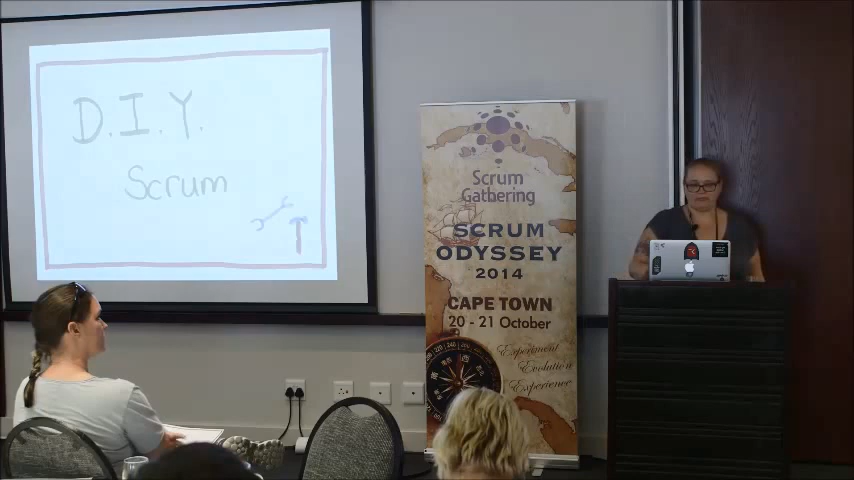 D.I.Y.
Scrum
Scrum
Gathering
SCRUM
ODYSSEY
2014
CAPE TOWN
20 - 21 October
Experiment
Evolution
Experience